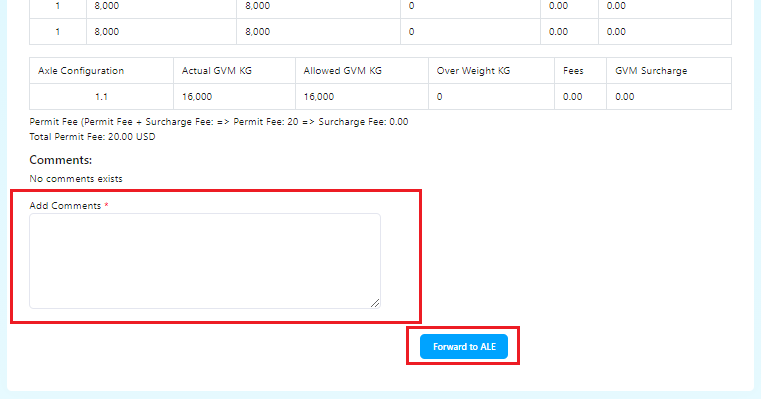 1 8,000 8,000 0 0.00 0.00
1 8,000 8,000 0 0.00 0.00
Axle Configuration Actual GVM KG Allowed GVM KG Over Weight KG Fees GVM Surcharge
1.1 16,000 16,000 0 0.00 0.00
Permit Fee (Permit Fee + Surcharge Fee: => Permit Fee: 20 => Surcharge Fee: 0.00
Total Permit Fee: 20.00 USD
Comments:
No comments exists
Add Comments *
Forward to ALE